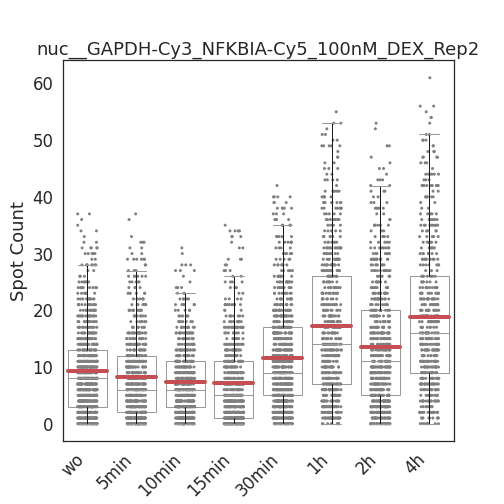 nuc__GAPDH-Cy3_NFKBIA-Cy5_100nM_DEX_Rep2
Spot Count
60
50
40
30
20
10
0
wo
5min
10min
15min
30min
1h
2h
4h